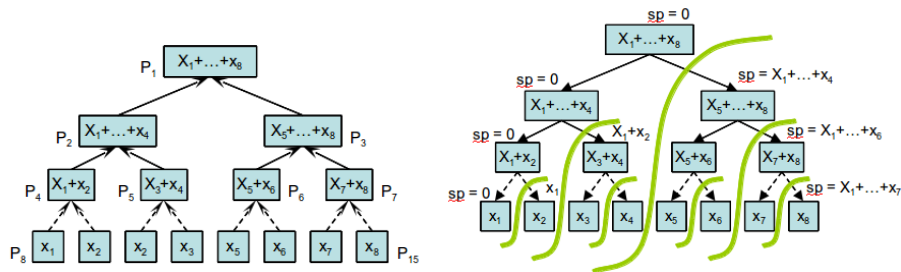 P1 X1+…+x8
P2 X1+…+x4 X5+…+x8 P3
P4 X1+x2 P5 X3+x4 X5+x6 P6 X7+x8 P7
P8 x1 x2 x2 x3 x5 x6 x7 x8 P15
sp = 0
X1+…+x8
sp = 0 sp = X1+…+x4
X1+…+x4 X5+…+x8
sp = 0 X1+x2 sp = X1+…+x6
X1+x2 X3+x4 X5+x6 X7+x8
sp = 0 x1 sp = X1+…+x7
x1 x2 x3 x4 x5 x6 x7 x8